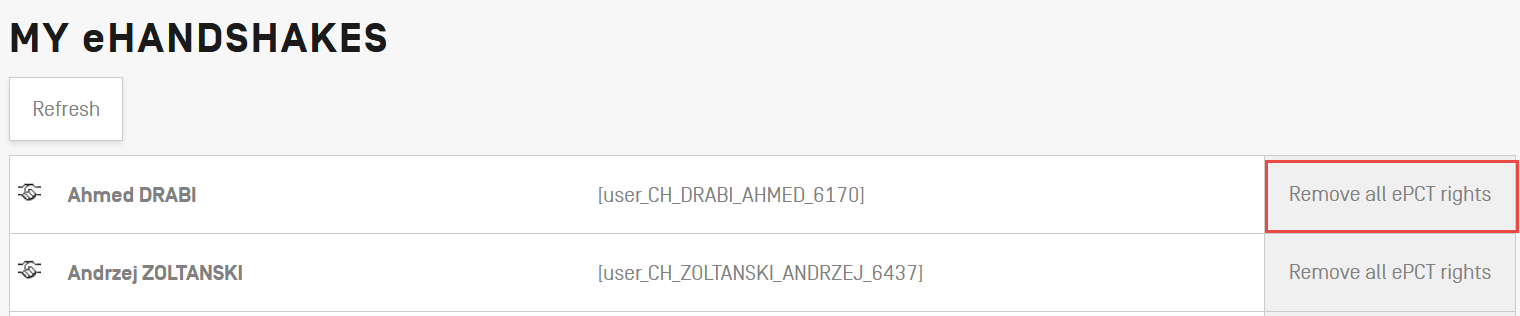 MY eHANDSHAKES
Refresh
Ahmed DRABI [user_CH_DRABI_AHMED_6170] Remove all ePCT rights
Andrzej ZOLTANSKI [user_CH_ZOLTANSKI_ANDRZEJ_6437] Remove all ePCT rights